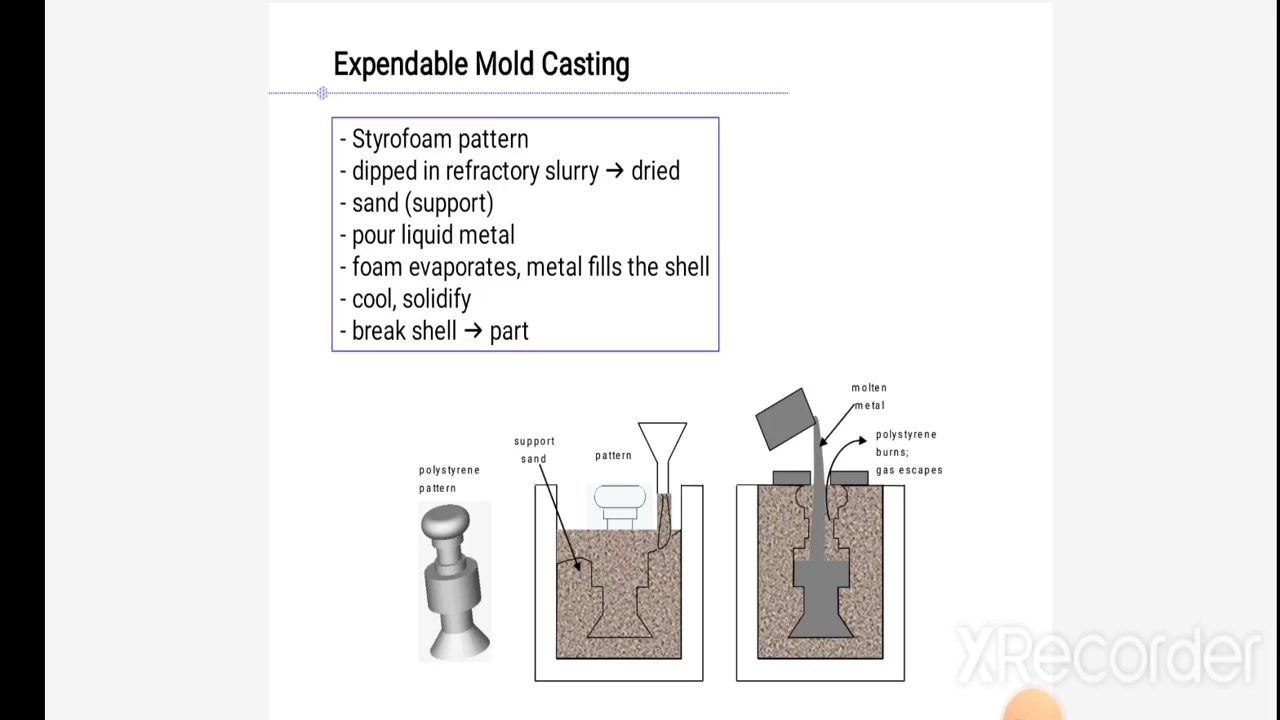 Expendable Mold Casting
- Styrofoam pattern
- dipped in refractory slurry → dried
- sand (support)
- pour liquid metal
- foam evaporates, metal fills the shell
- cool, solidify
- break shell → part
polystyrene
pattern
support
sand
pattern
molten
metal
polystyrene
burns;
gas escapes
XRecorder